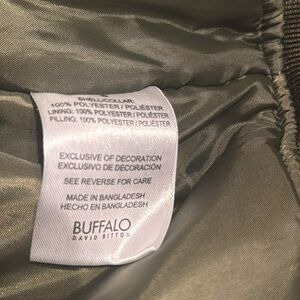 SHELL/COLLAR:
100% POLYESTER / POLIÉSTER
LINING: 100% POLYESTER / POLIÉSTER
FILLING: 100% POLYESTER / POLIÉSTER
EXCLUSIVE OF DECORATION
EXCLUSIVO DE DECORACIÓN
SEE REVERSE FOR CARE
MADE IN BANGLADESH
HECHO EN BANGLADESH
BUFFALO
DAVID BITTON